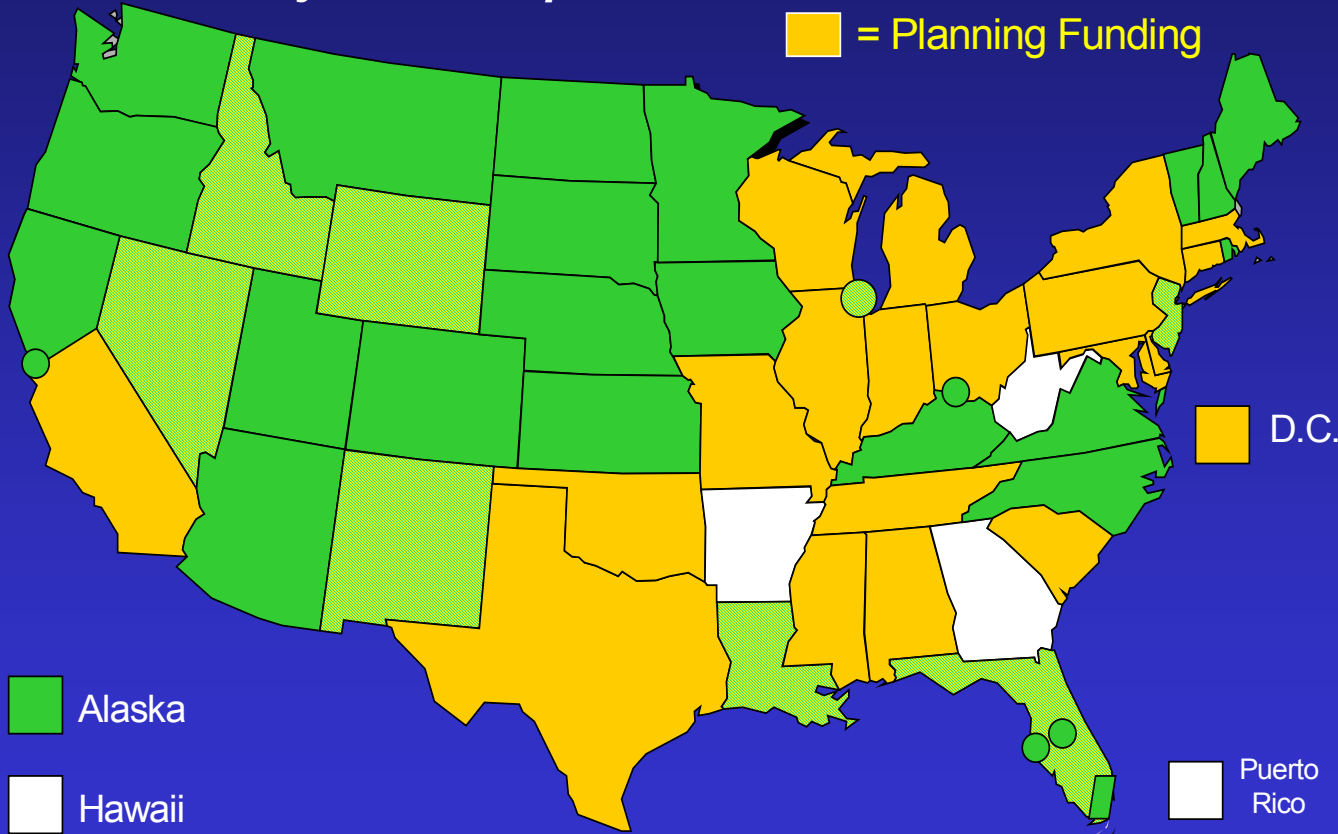 = Planning Funding
D.C.
Alaska
Hawaii
Puerto
Rico